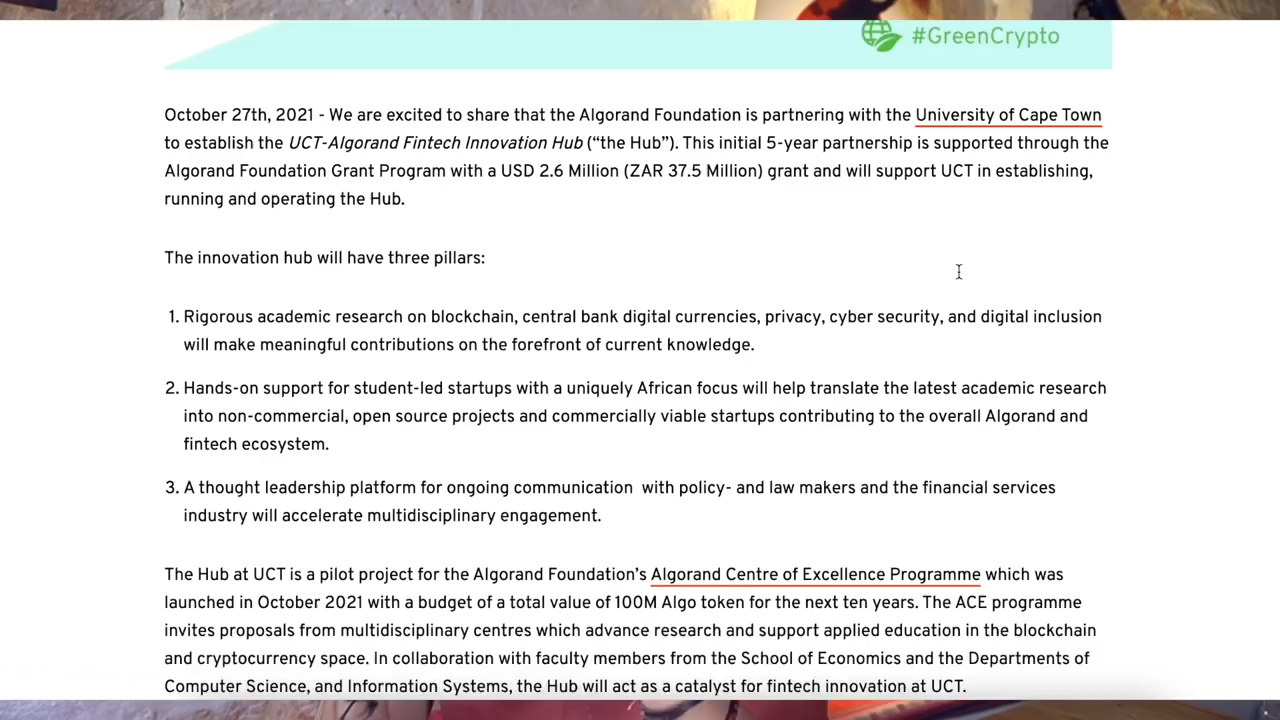 #GreenCrypto
October 27th, 2021 - We are excited to share that the Algorand Foundation is partnering with the University of Cape Town
to establish the UCT-Algorand Fintech Innovation Hub (“the Hub”). This initial 5-year partnership is supported through the
Algorand Foundation Grant Program with a USD 2.6 Million (ZAR 37.5 Million) grant and will support UCT in establishing,
running and operating the Hub.
The innovation hub will have three pillars:
1. Rigorous academic research on blockchain, central bank digital currencies, privacy, cyber security, and digital inclusion
will make meaningful contributions on the forefront of current knowledge.
2. Hands-on support for student-led startups with a uniquely African focus will help translate the latest academic research
into non-commercial, open source projects and commercially viable startups contributing to the overall Algorand and
fintech ecosystem.
3. A thought leadership platform for ongoing communication  with policy- and law makers and the financial services
industry will accelerate multidisciplinary engagement.
The Hub at UCT is a pilot project for the Algorand Foundation’s Algorand Centre of Excellence Programme which was
launched in October 2021 with a budget of a total value of 100M Algo token for the next ten years. The ACE programme
invites proposals from multidisciplinary centres which advance research and support applied education in the blockchain
and cryptocurrency space. In collaboration with faculty members from the School of Economics and the Departments of
Computer Science, and Information Systems, the Hub will act as a catalyst for fintech innovation at UCT.